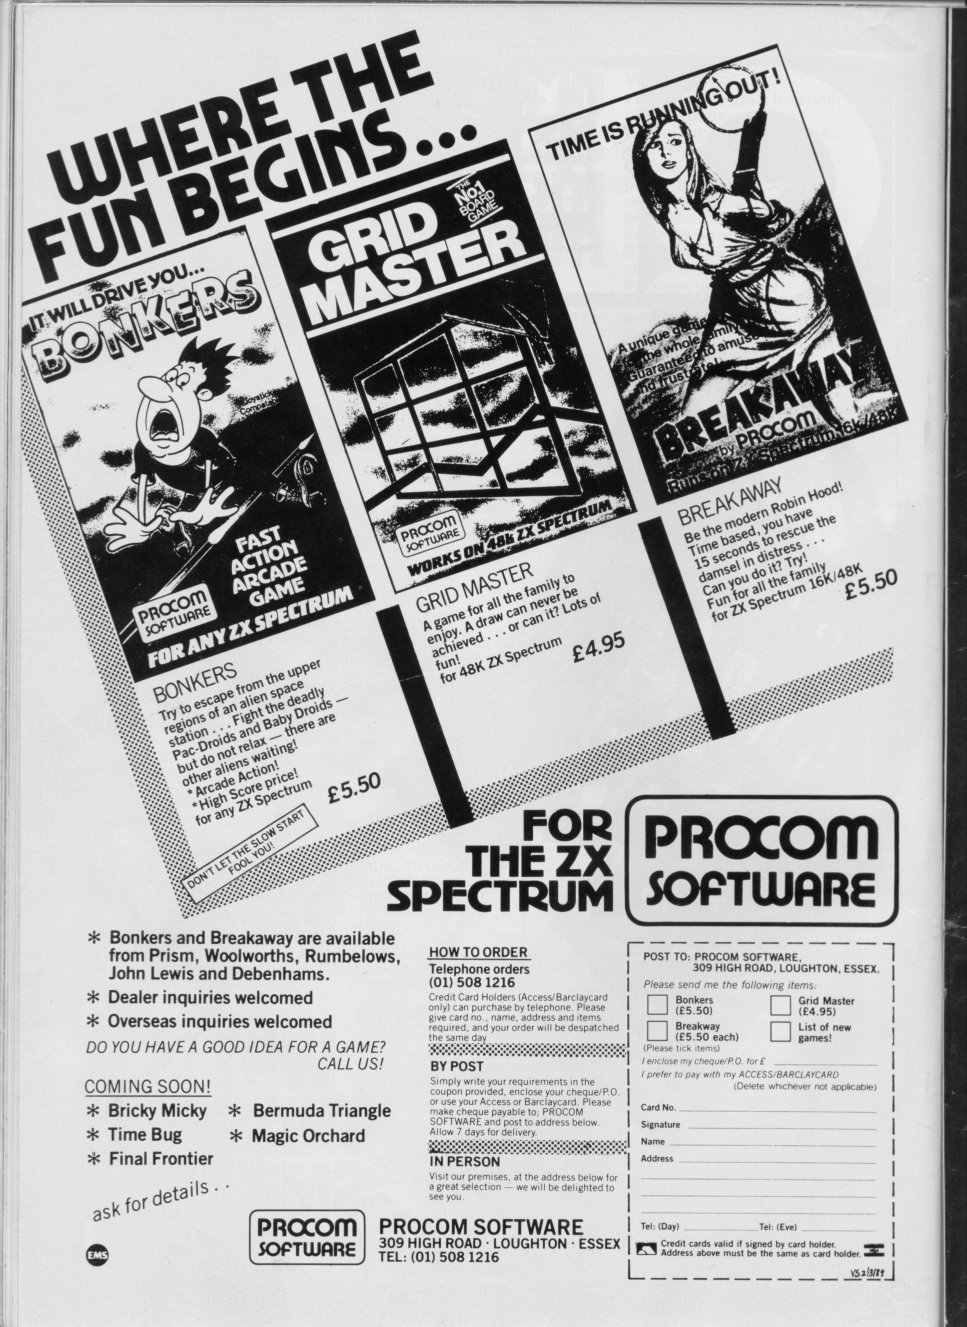 WHERE THE
FUN BEGINS...
IT WILL DRIVE YOU...
BONKERS
Joystick
FAST
ACTION
ARCADE
GAME
PROCOM
SOFTWARE
FOR ANY ZX SPECTRUM
GRID
MASTER
THE
No.1
BOARD
GAME
PROCOM
SOFTWARE
WORKS ON 48k ZX SPECTRUM
TIME IS RUNNING OUT!
A unique
game whole family
Guaranteed to amuse
and frustrate!
BREAKAWAY
by PROCOM
Runs on ZX Spectrum 16k/48k
BONKERS
Try to escape from the upper
regions of an alien space
station . . . Fight the deadly
Pac-Droids and Baby Droids —
but do not relax — there are
other aliens waiting!
* Arcade Action!
* High Score price!
for any ZX Spectrum
£5.50
DON'T LET THE SLOW START
FOOL YOU!
GRID MASTER
A game for all the family to
enjoy. A draw can never be
achieved . . . or can it? Lots of
fun!
for 48K ZX Spectrum
£4.95
BREAKAWAY
Be the modern Robin Hood!
Time based, you have
15 seconds to rescue the
damsel in distress . . .
Can you do it? Try!
Fun for all the family
for ZX Spectrum 16K/48K
£5.50
FOR
THE ZX
SPECTRUM
PROCOM
SOFTWARE
* Bonkers and Breakaway are available
from Prism, Woolworths, Rumbelows,
John Lewis and Debenhams.
* Dealer inquiries welcomed
* Overseas inquiries welcomed
DO YOU HAVE A GOOD IDEA FOR A GAME?
CALL US!
COMING SOON!
* Bricky Micky * Bermuda Triangle
* Time Bug * Magic Orchard
* Final Frontier
ask for details . .
EMS
HOW TO ORDER
Telephone orders
(01) 508 1216
Credit Card Holders (Access/Barclaycard
only) can purchase by telephone. Please
give card no., name, address and items
required, and your order will be despatched
the same day
BY POST
Simply write your requirements in the
coupon provided, enclose your cheque/P.O.
or use your Access or Barclaycard. Please
make cheque payable to; PROCOM
SOFTWARE and post to address below.
Allow 7 days for delivery.
IN PERSON
Visit our premises, at the address below for
a great selection — we will be delighted to
see you.
PROCOM
SOFTWARE
PROCOM SOFTWARE
309 HIGH ROAD · LOUGHTON · ESSEX
TEL: (01) 508 1216
POST TO: PROCOM SOFTWARE,
309 HIGH ROAD, LOUGHTON, ESSEX.
Please send me the following items:
Bonkers
(£5.50)
Grid Master
(£4.95)
Breakway
(£5.50 each)
List of new
games!
(Please tick items)
I enclose my cheque/P.O. for £
I prefer to pay with my ACCESS/BARCLAYCARD
(Delete whichever not applicable)
Card No.
Signature
Name
Address
Tel: (Day) Tel: (Eve)
Credit cards valid if signed by card holder.
Address above must be the same as card holder.